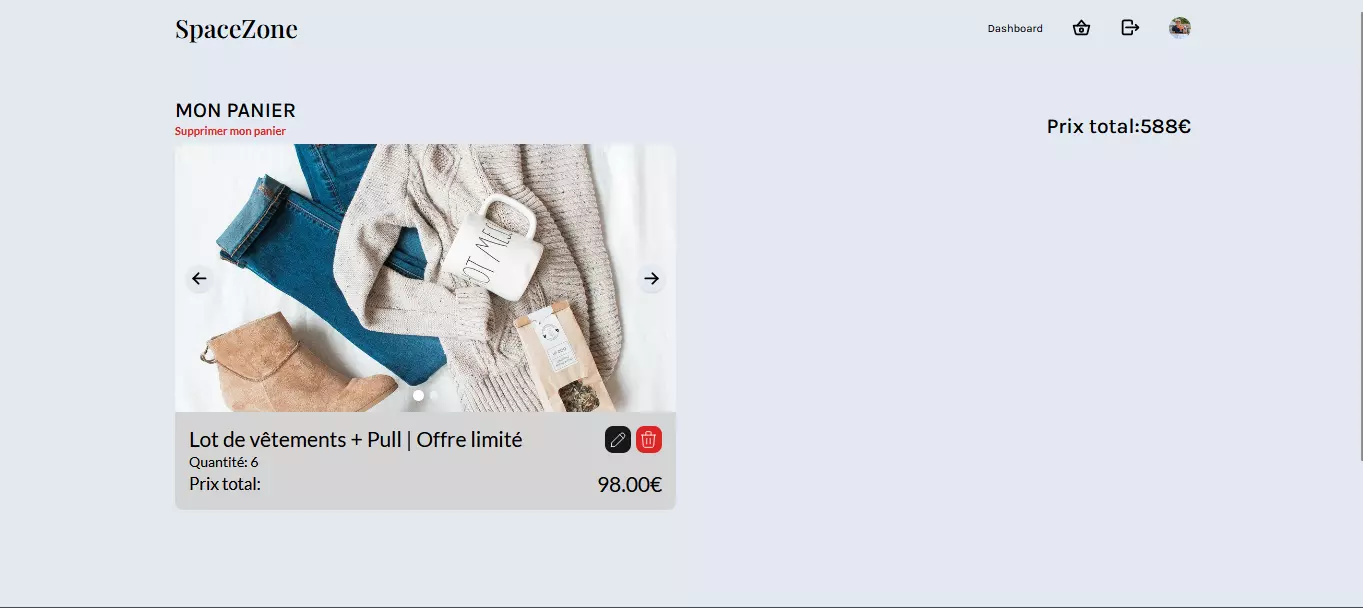 SpaceZone
Dashboard
MON PANIER
Supprimer mon panier
Prix total:588€
Lot de vêtements + Pull | Offre limité
Quantité: 6
Prix total:
98.00€